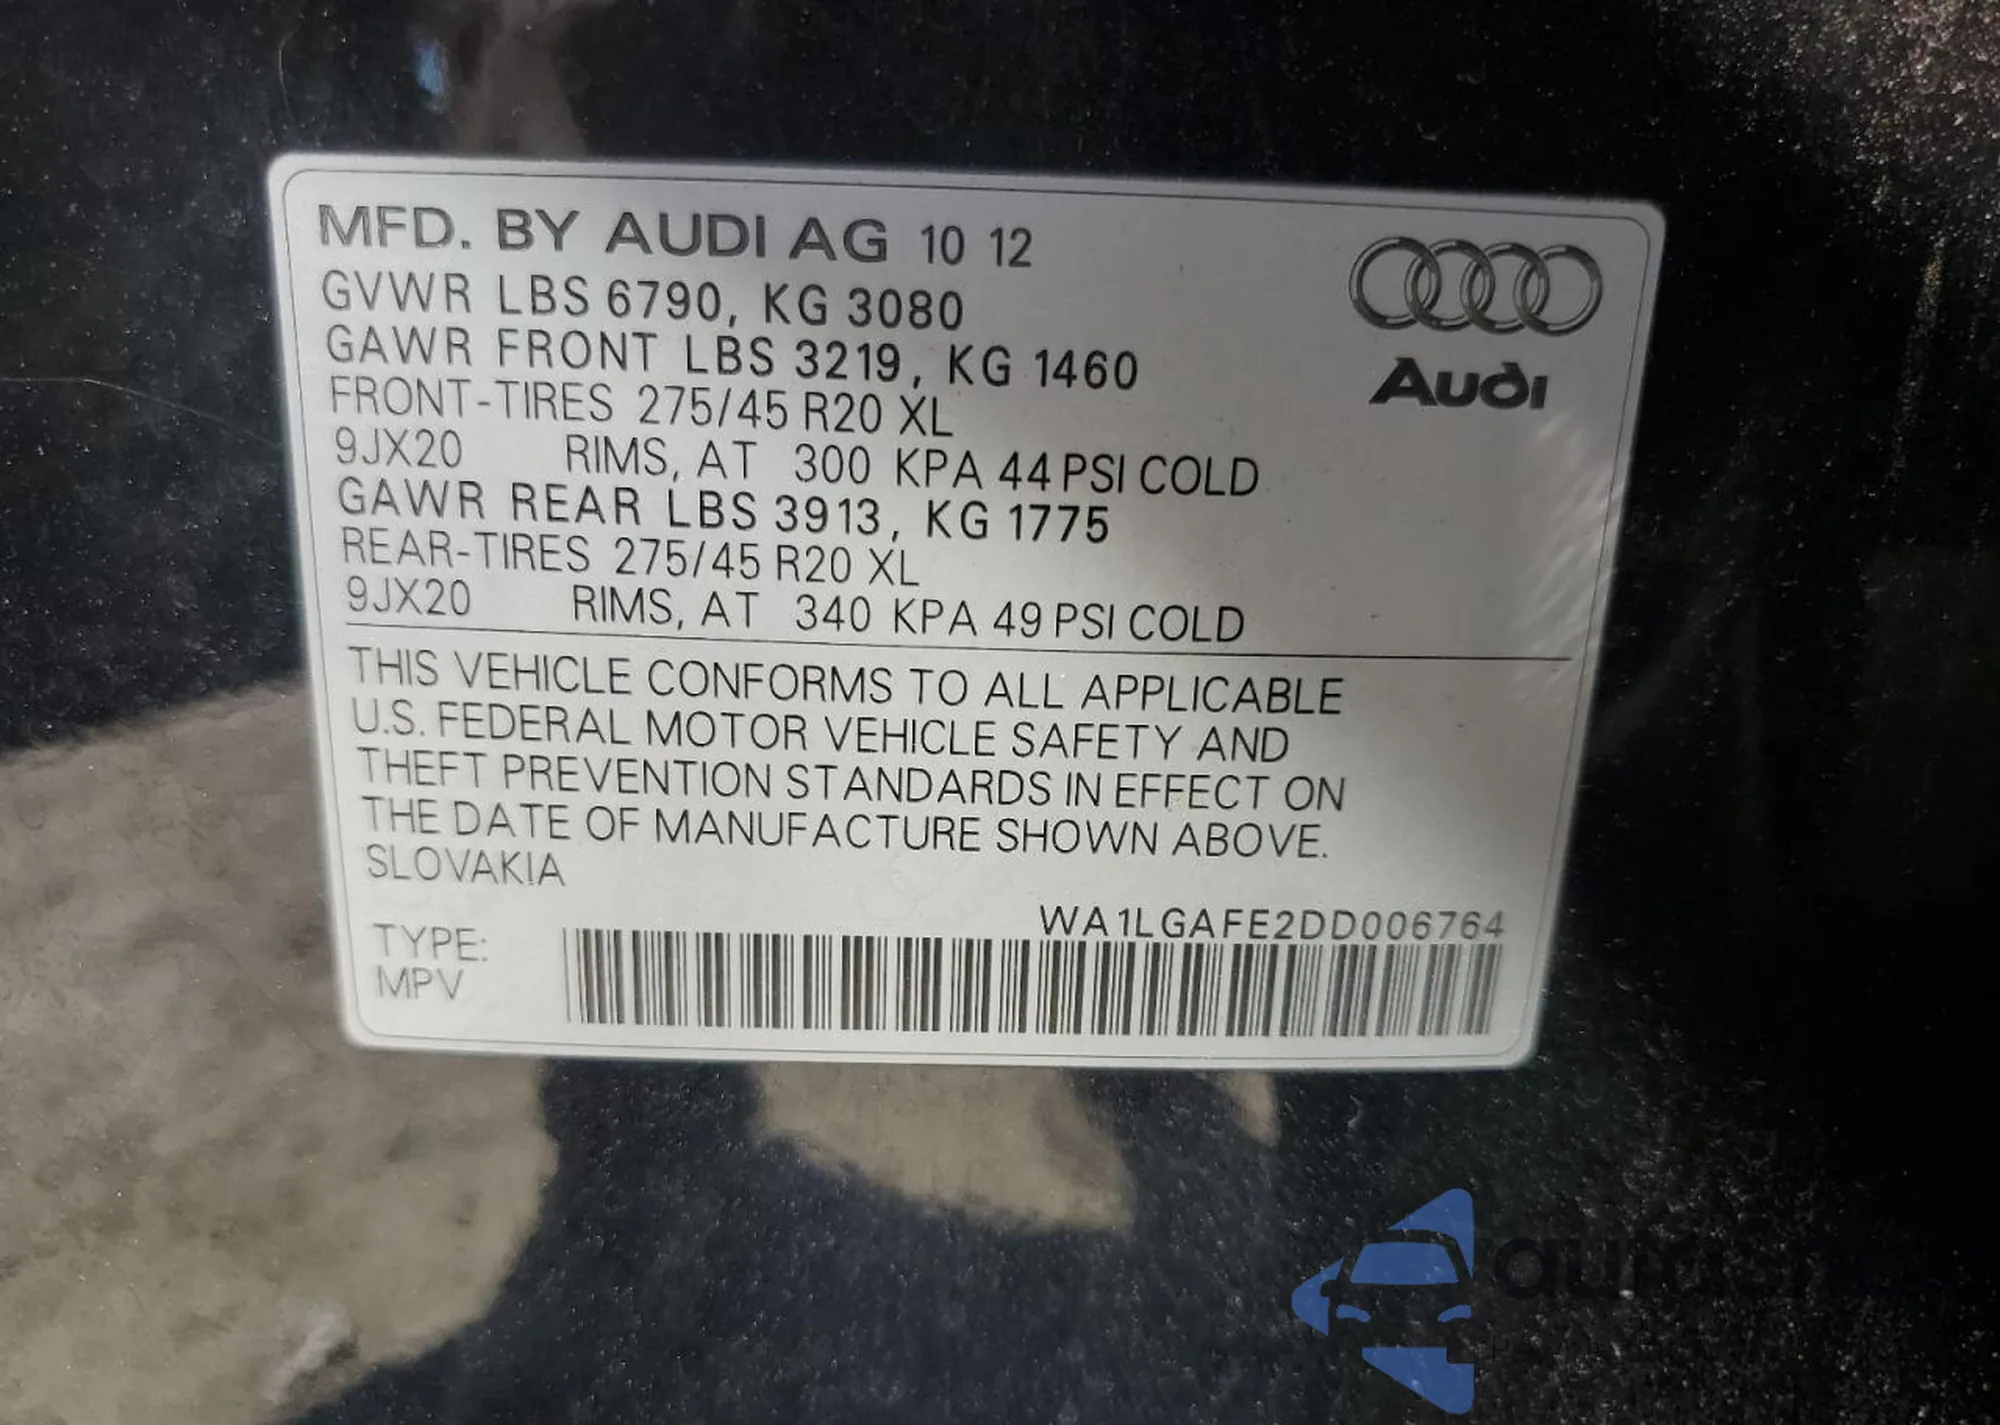 MFD. BY AUDI AG 10 12
GVWR LBS 6790, KG 3080
GAWR FRONT LBS 3219, KG 1460
FRONT-TIRES 275/45 R20 XL
9JX20 RIMS, AT 300 KPA 44 PSI COLD
GAWR REAR LBS 3913, KG 1775
REAR-TIRES 275/45 R20 XL
9JX20 RIMS, AT 340 KPA 49 PSI COLD
Audi
THIS VEHICLE CONFORMS TO ALL APPLICABLE
U.S. FEDERAL MOTOR VEHICLE SAFETY AND
THEFT PREVENTION STANDARDS IN EFFECT ON
THE DATE OF MANUFACTURE SHOWN ABOVE.
SLOVAKIA
WA1LGAFE2DD006764
TYPE:
MPV